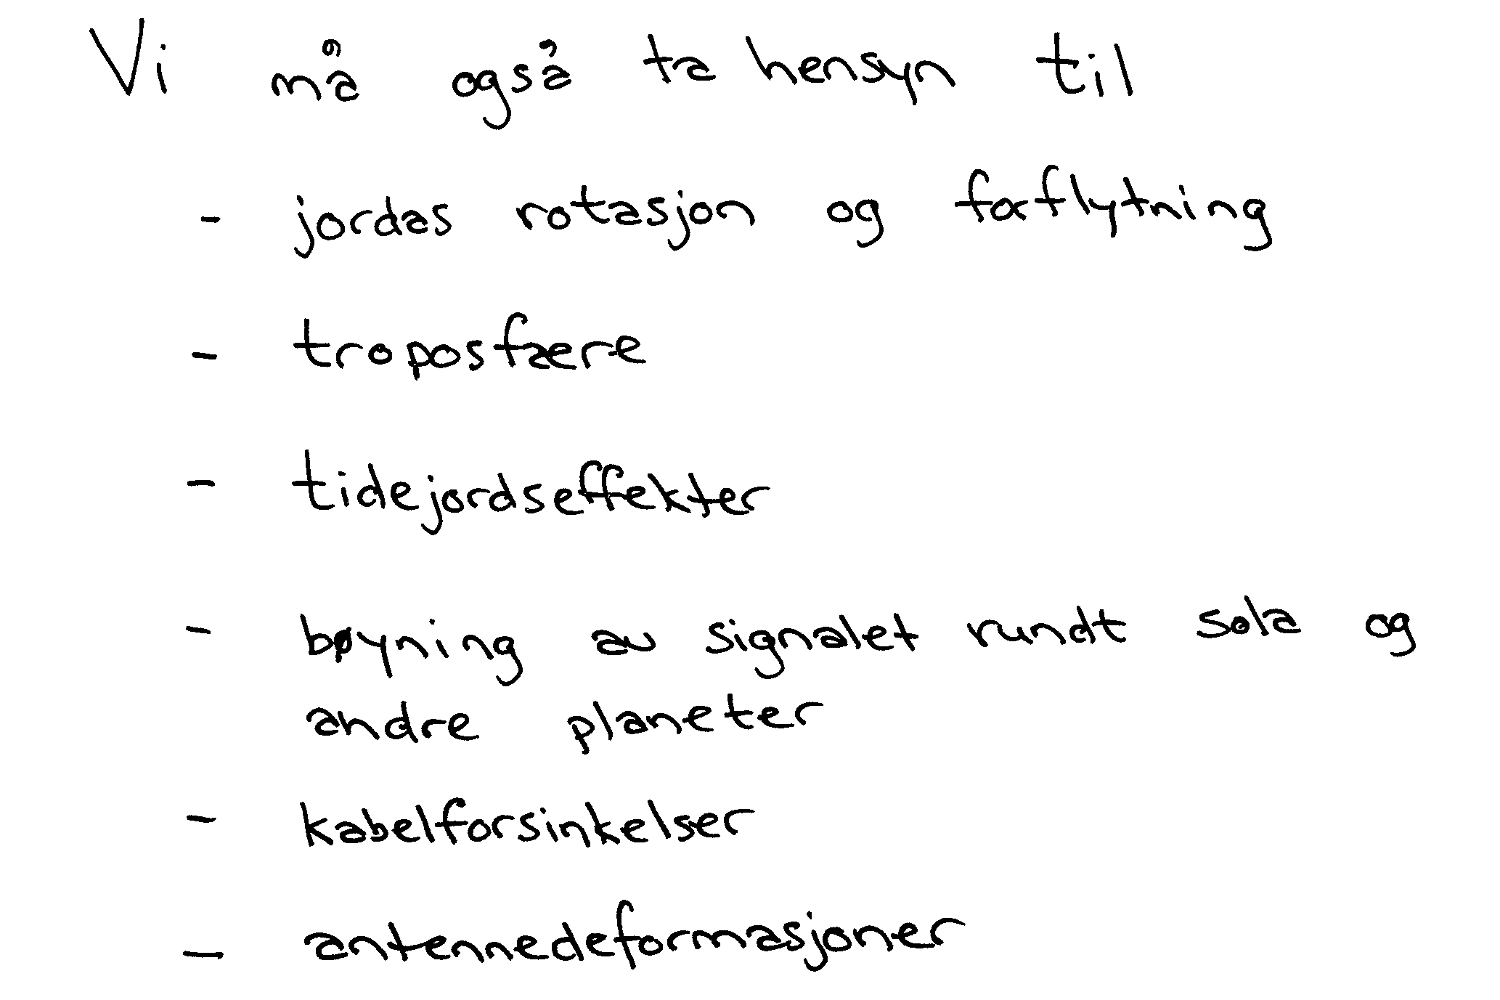 Vi må også ta hensyn til
- jordas rotasjon og forflytning
- troposfære
- tidejordseffekter
- bøyning av signalet rundt sola og
andre planeter
- kabelforsinkelser
- antennedeformasjoner